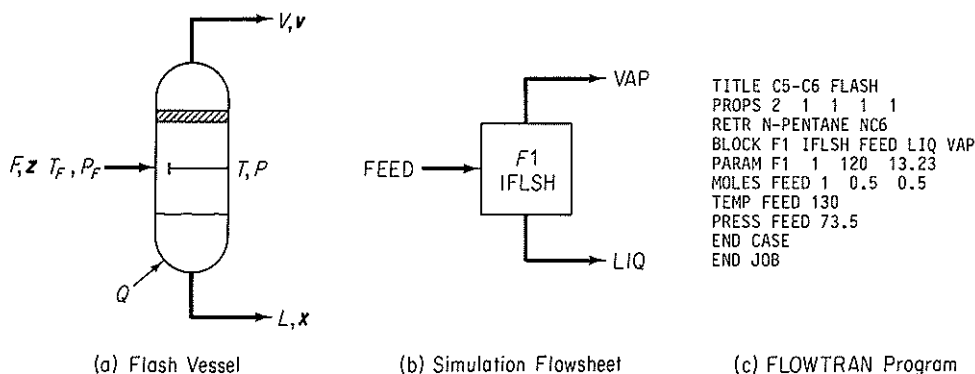 V, v
F, z T_F, P_F
T, P
Q
L, x
(a) Flash Vessel
VAP
FEED
F1
IFLSH
LIQ
(b) Simulation Flowsheet
TITLE C5-C6 FLASH
PROPS 2 1 1 1 1
RETR N-PENTANE NC6
BLOCK F1 IFLSH FEED LIQ VAP
PARAM F1 1 120 13.23
MOLES FEED 1 0.5 0.5
TEMP FEED 130
PRESS FEED 73.5
END CASE
END JOB
(c) FLOWTRAN Program